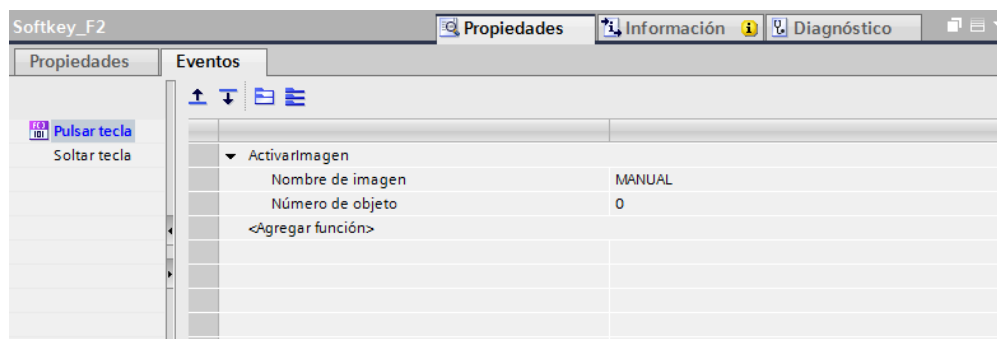 Softkey_F2
Propiedades
Información
Diagnóstico
Propiedades
Eventos
Pulsar tecla
Soltar tecla
ActivarImagen
Nombre de imagen MANUAL
Número de objeto 0
<Agregar función>